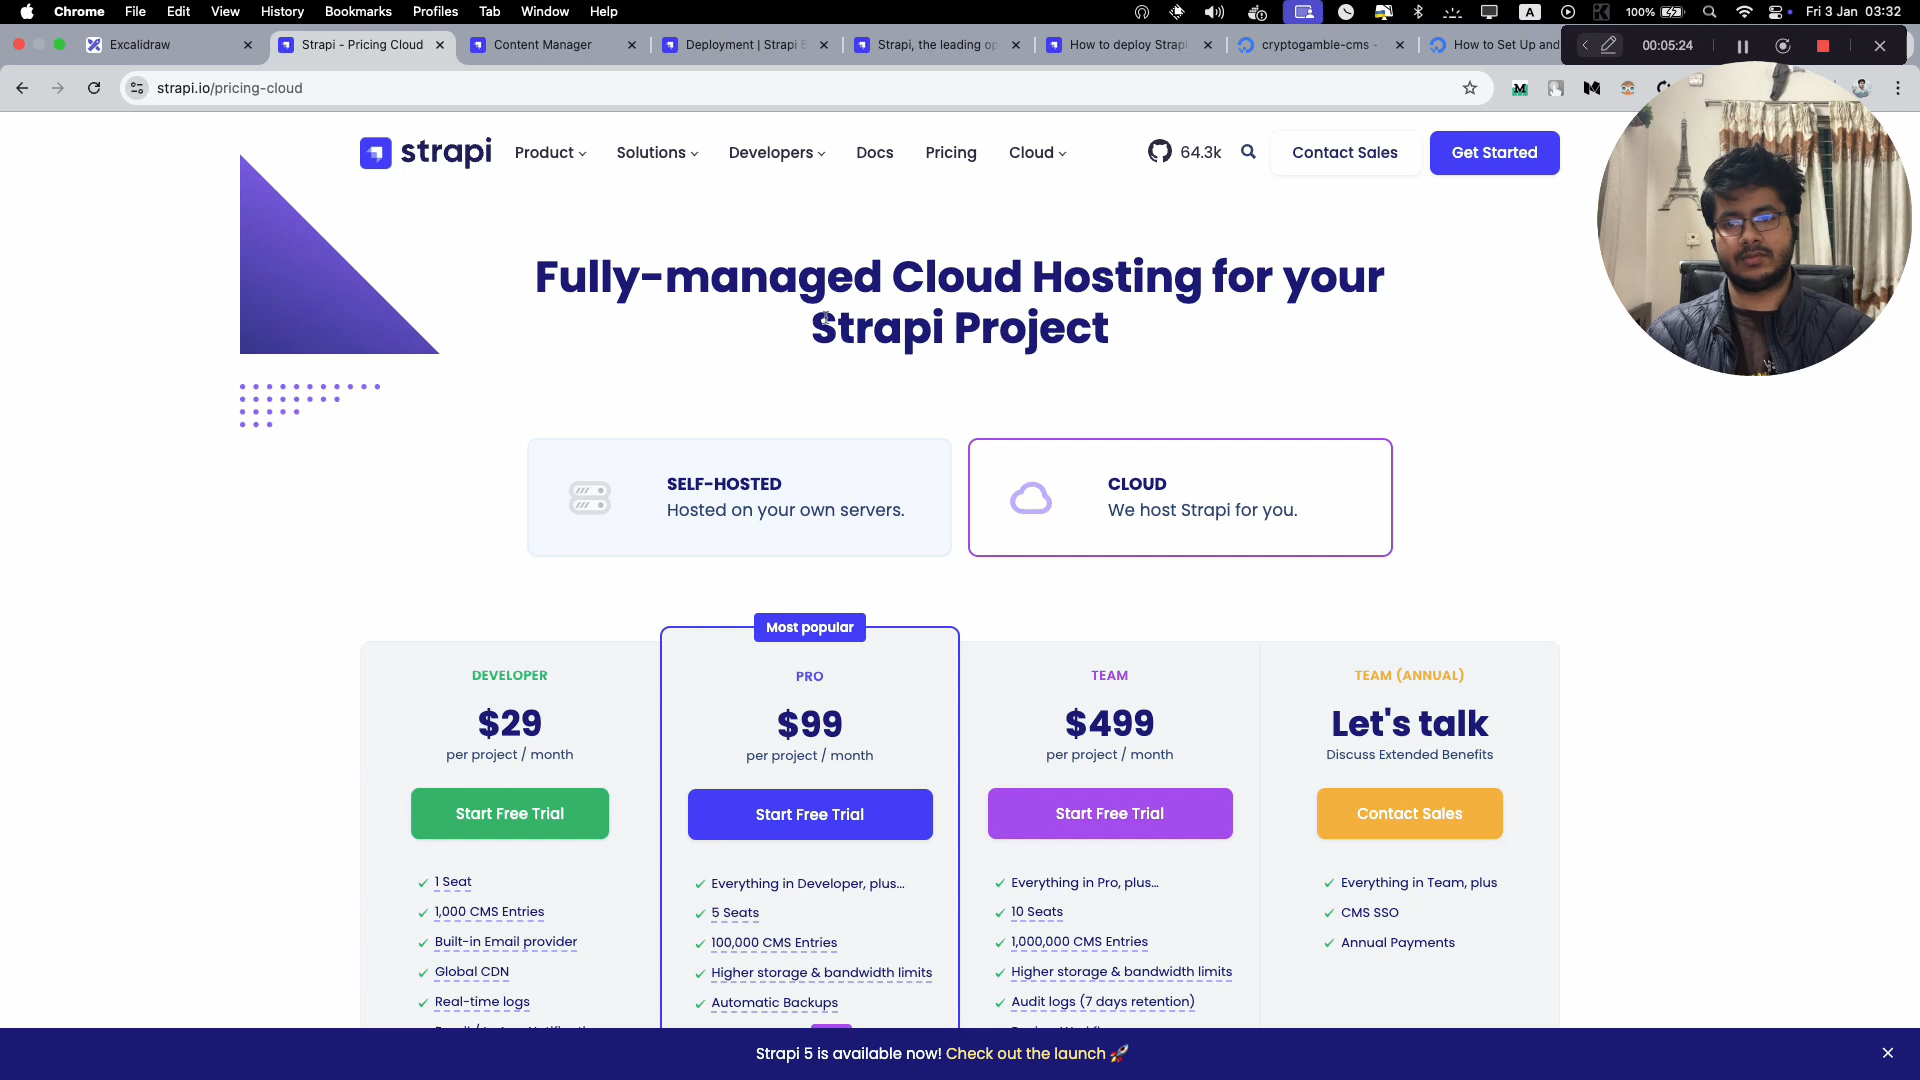 Chrome File Edit View History Bookmarks Profiles Tab Window Help
A 100% Fri 3 Jan 03:32
Excalidraw
Strapi - Pricing Cloud
Content Manager
Deployment | Strapi 5
Strapi, the leading op
How to deploy Strapi
cryptogamble-cms -
How to Set Up and
00:05:24
strapi.io/pricing-cloud
strapi Product Solutions Developers Docs Pricing Cloud 64.3k Contact Sales Get Started
Fully-managed Cloud Hosting for your
Strapi Project
SELF-HOSTED
Hosted on your own servers.
CLOUD
We host Strapi for you.
Most popular
DEVELOPER
$29
per project / month
Start Free Trial
1 Seat
1,000 CMS Entries
Built-in Email provider
Global CDN
Real-time logs
PRO
$99
per project / month
Start Free Trial
Everything in Developer, plus...
5 Seats
100,000 CMS Entries
Higher storage & bandwidth limits
Automatic Backups
TEAM
$499
per project / month
Start Free Trial
Everything in Pro, plus...
10 Seats
1,000,000 CMS Entries
Higher storage & bandwidth limits
Audit logs (7 days retention)
TEAM (ANNUAL)
Let's talk
Discuss Extended Benefits
Contact Sales
Everything in Team, plus
CMS SSO
Annual Payments
Strapi 5 is available now! Check out the launch 🚀